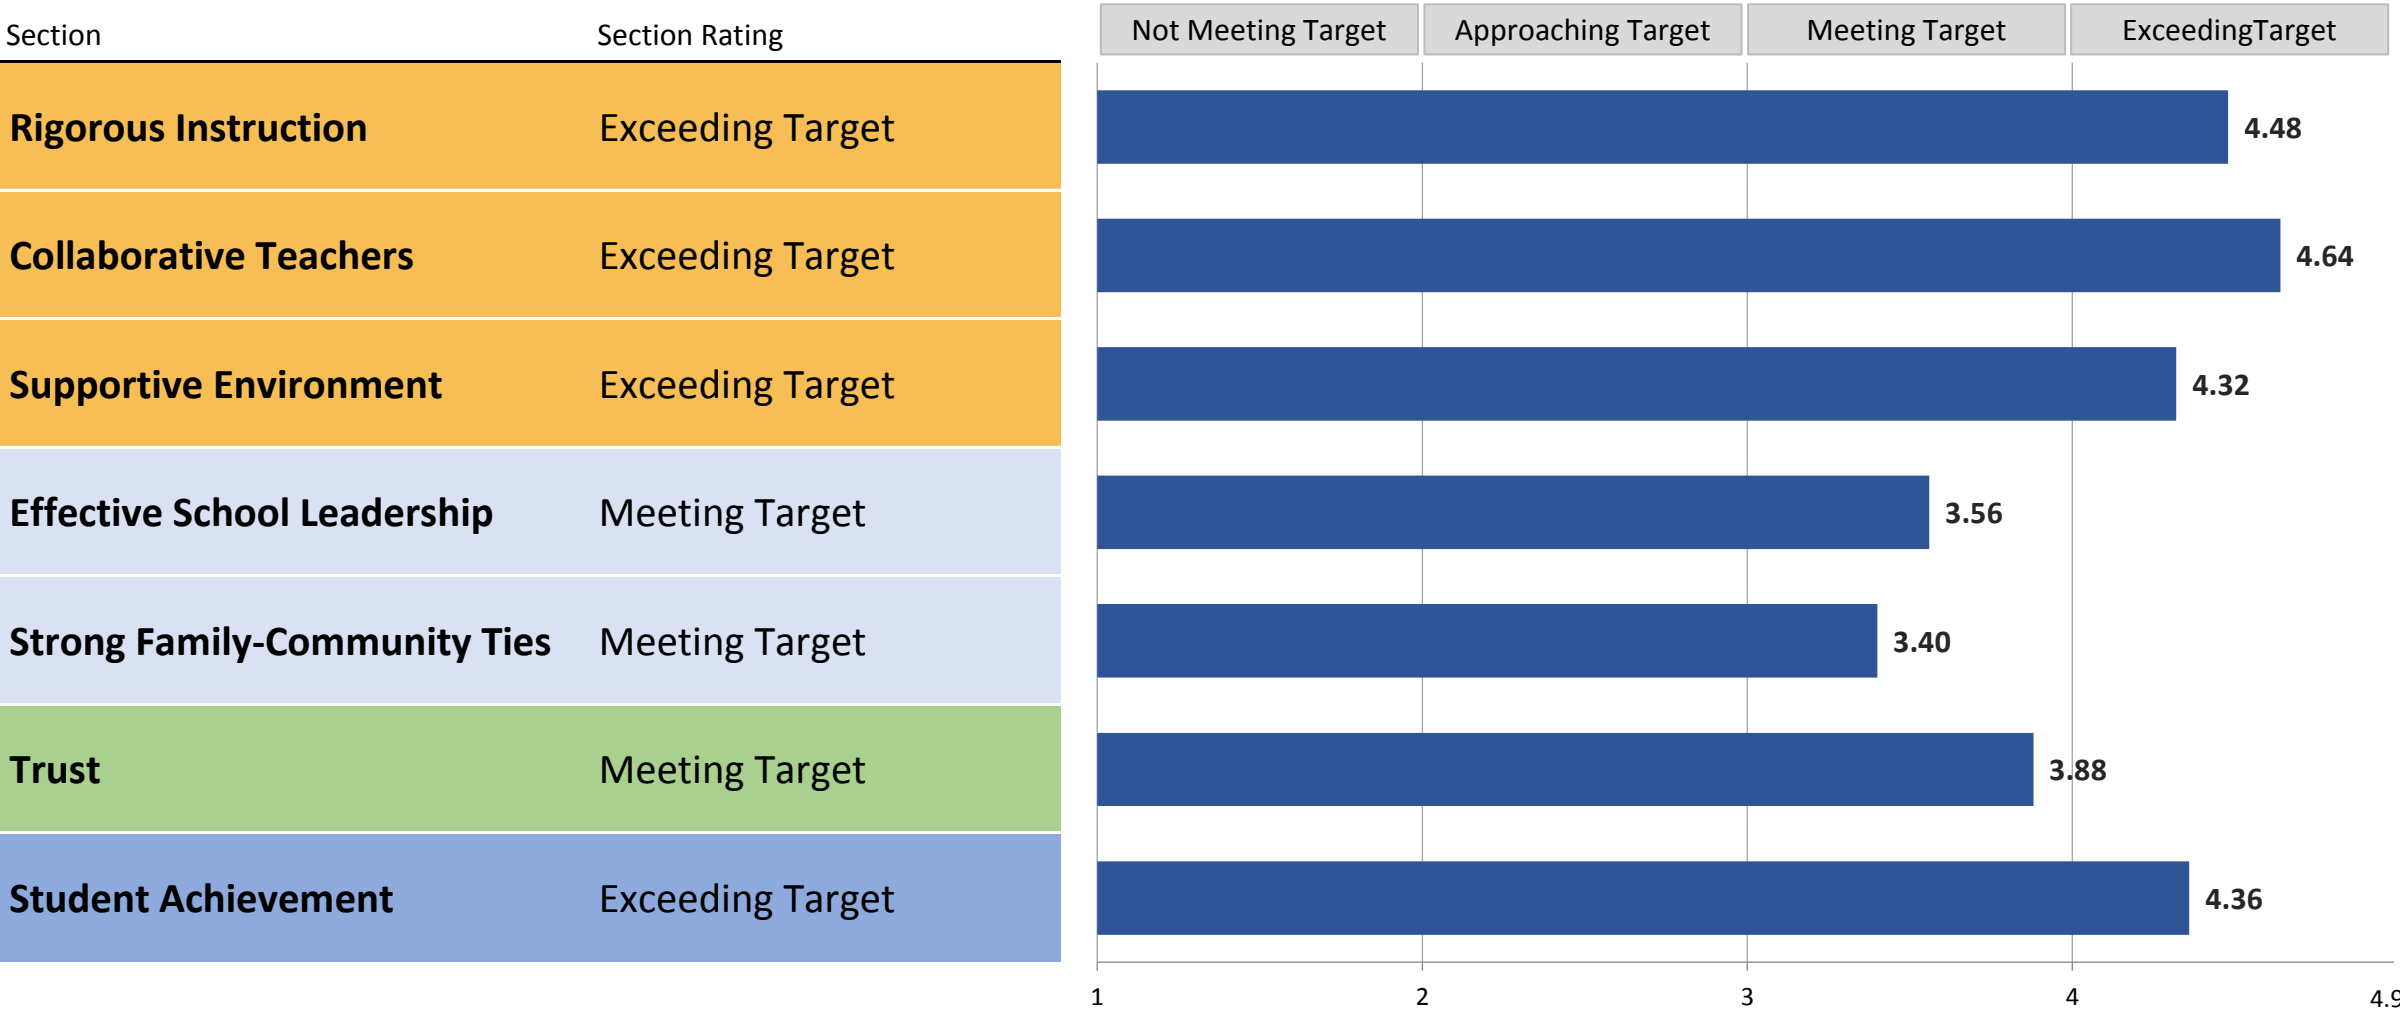 Section Section Rating Not Meeting Target Approaching Target Meeting Target ExceedingTarget
Rigorous Instruction Exceeding Target 4.48
Collaborative Teachers Exceeding Target 4.64
Supportive Environment Exceeding Target 4.32
Effective School Leadership Meeting Target 3.56
Strong Family-Community Ties Meeting Target 3.40
Trust Meeting Target 3.88
Student Achievement Exceeding Target 4.36
1 2 3 4 4.9